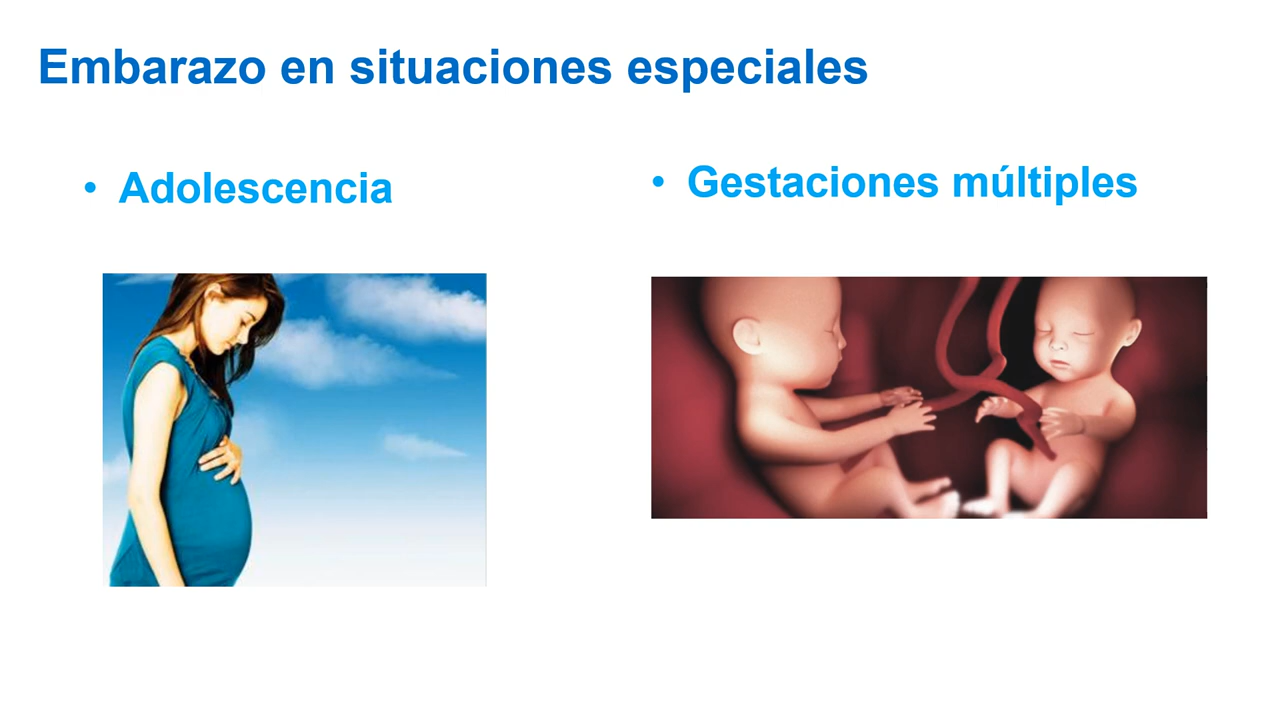 Embarazo en situaciones especiales
• Adolescencia
• Gestaciones múltiples